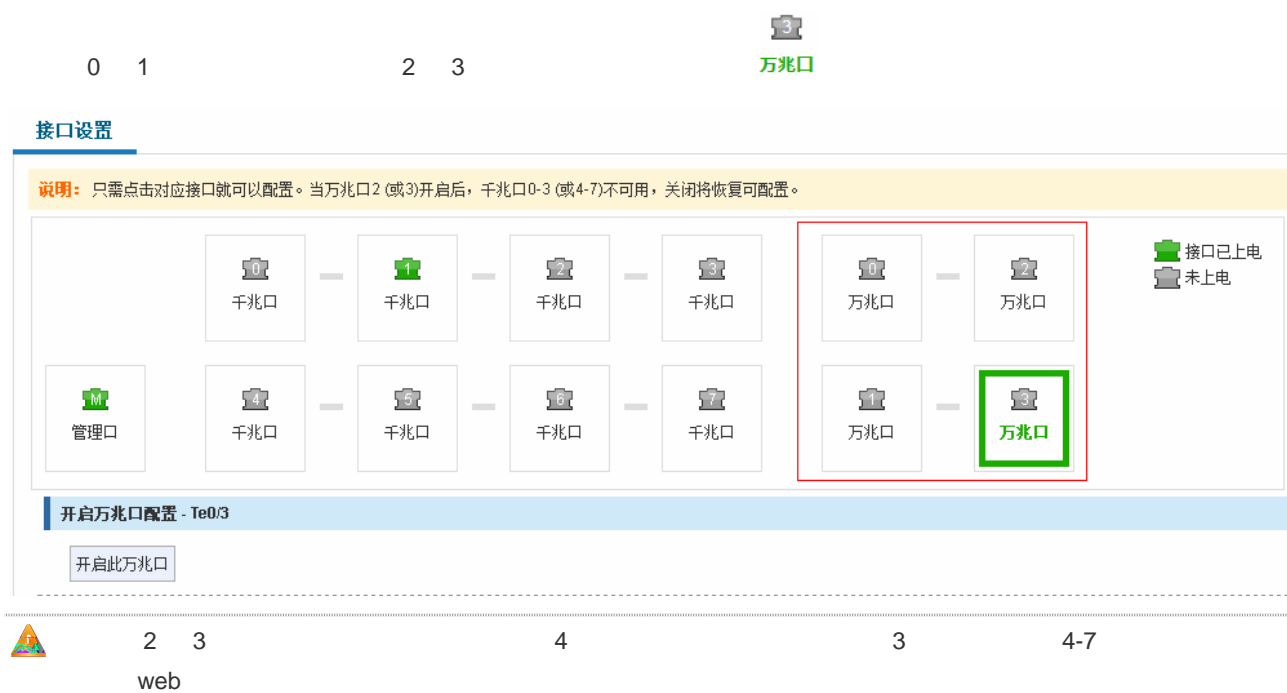 3
0 1 2 3 万兆口
接口设置
说明：只需点击对应接口就可以配置。当万兆口2 (或3)开启后，千兆口0-3 (或4-7)不可用，关闭将恢复可配置。
0 1 2 3 0 2 接口已上电
未上电
千兆口 千兆口 千兆口 千兆口 万兆口 万兆口
M 4 5 6 7 1 3
管理口 千兆口 千兆口 千兆口 千兆口 万兆口 万兆口
开启万兆口配置 - Te0/3
开启此万兆口
2 3 4 3 4-7
web